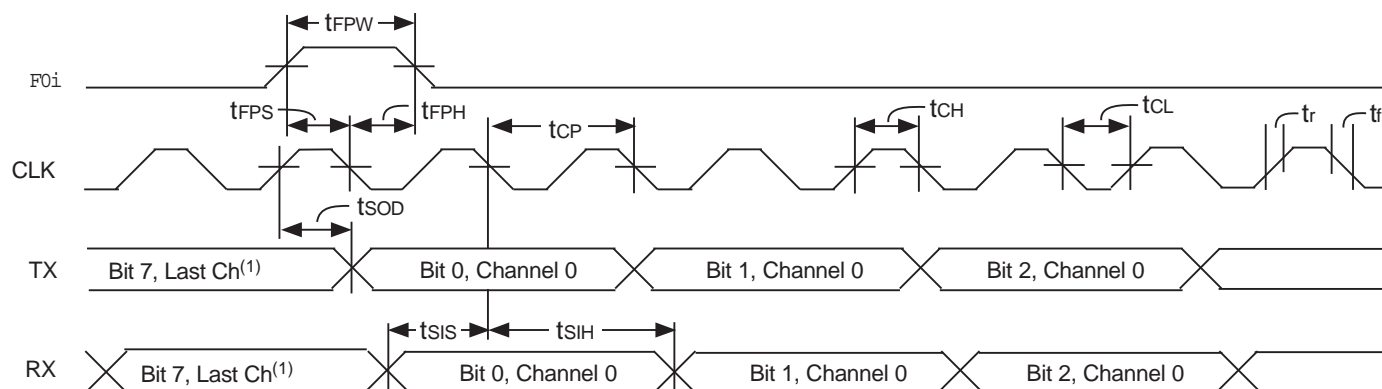 tFPW
F0i
tFPS
tFPH
tCP
tCH
tCL
tr
tf
CLK
tSOD
TX
Bit 7, Last Ch(1)
Bit 0, Channel 0
Bit 1, Channel 0
Bit 2, Channel 0
tSIS
tSIH
RX
Bit 7, Last Ch(1)
Bit 0, Channel 0
Bit 1, Channel 0
Bit 2, Channel 0